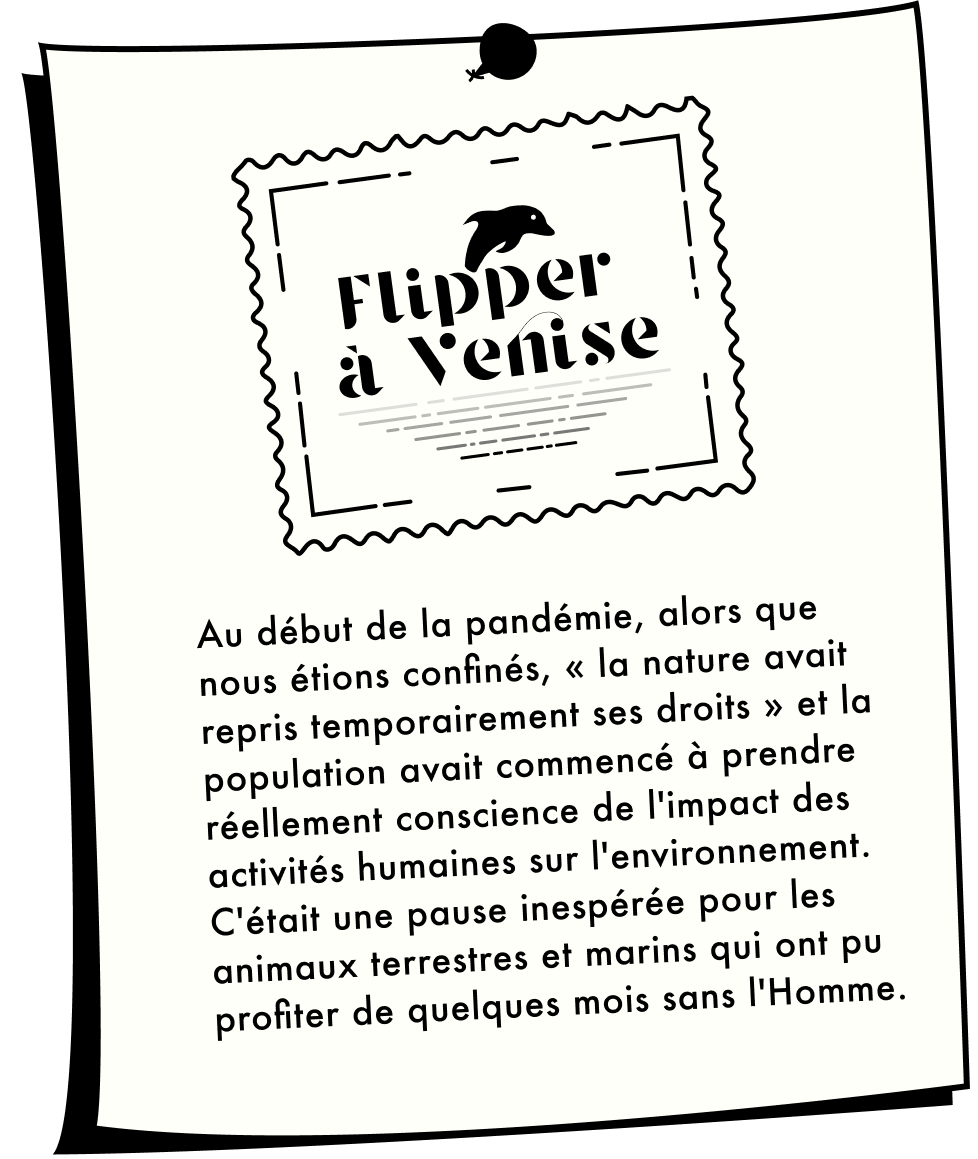 Flipper
à Venise
Au début de la pandémie, alors que
nous étions confinés, « la nature avait
repris temporairement ses droits » et la
population avait commencé à prendre
réellement conscience de l'impact des
activités humaines sur l'environnement.
C'était une pause inespérée pour les
animaux terrestres et marins qui ont pu
profiter de quelques mois sans l'Homme.